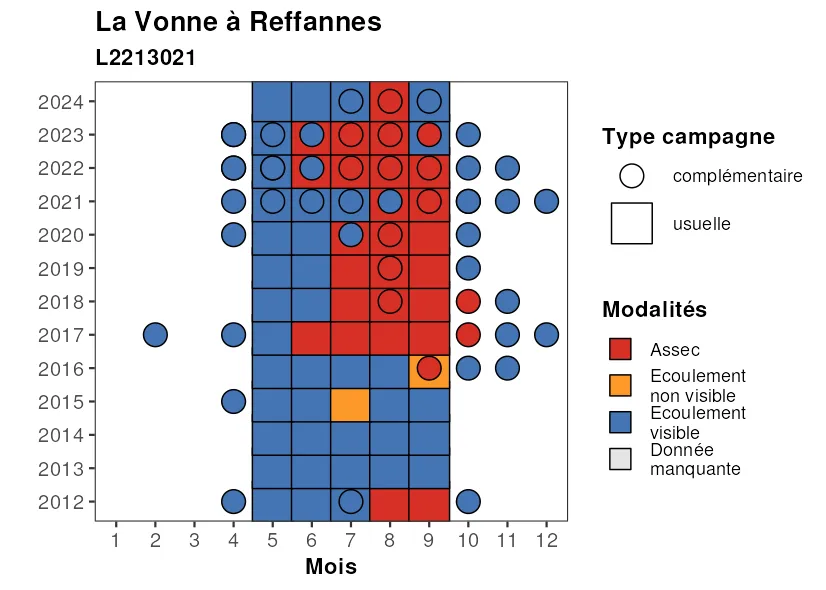 La Vonne à Reffannes
L2213021
2024
2023
2022
2021
2020
2019
2018
2017
2016
2015
2014
2013
2012
1 2 3 4 5 6 7 8 9 10 11 12
Mois
Type campagne
complémentaire
usuelle
Modalités
Assec
Ecoulement
non visible
Ecoulement
visible
Donnée
manquante